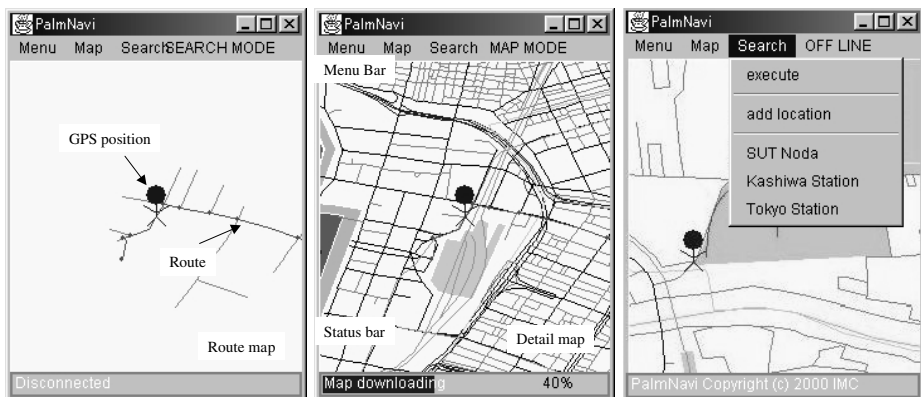 PalmNavi
Menu Map Search SEARCH MODE
GPS position
Route
Route map
Disconnected
PalmNavi
Menu Map Search MAP MODE
Menu Bar
Status bar
Detail map
Map downloading 40%
PalmNavi
Menu Map Search OFF LINE
execute
add location
SUT Noda
Kashiwa Station
Tokyo Station
PalmNavi Copyright (c) 2000 IMC